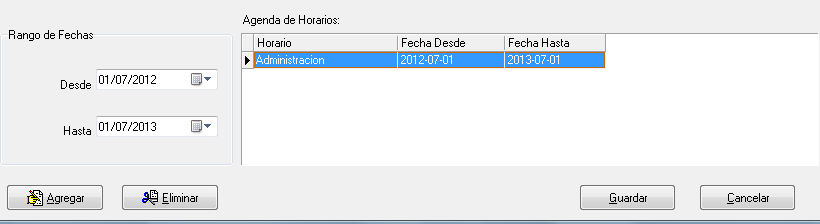 Agenda de Horarios:
Rango de Fechas
Horario Fecha Desde Fecha Hasta
Administracion 2012-07-01 2013-07-01
Desde 01/07/2012
Hasta 01/07/2013
Agregar Eliminar Guardar Cancelar